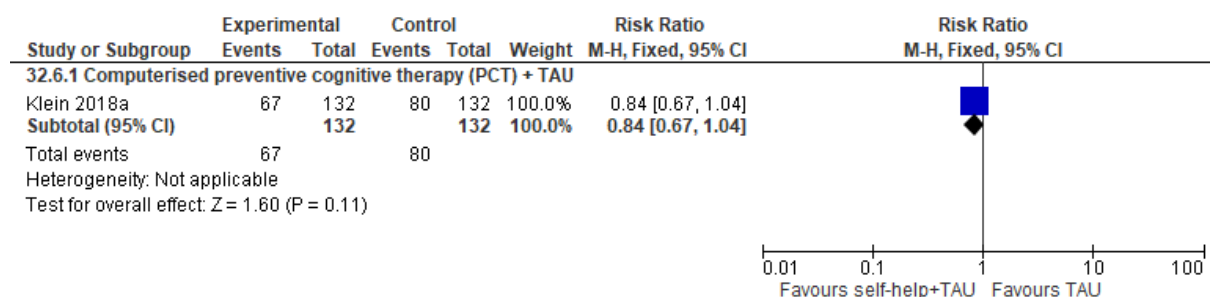 Experimental Control Risk Ratio Risk Ratio
Study or Subgroup Events Total Events Total Weight M-H, Fixed, 95% CI M-H, Fixed, 95% CI
32.6.1 Computerised preventive cognitive therapy (PCT) + TAU
Klein 2018a 67 132 80 132 100.0% 0.84 [0.67, 1.04]
Subtotal (95% CI) 132 132 100.0% 0.84 [0.67, 1.04]
Total events 67 80
Heterogeneity: Not applicable
Test for overall effect: Z = 1.60 (P = 0.11)
0.01 0.1 1 10 100
Favours self-help+TAU Favours TAU